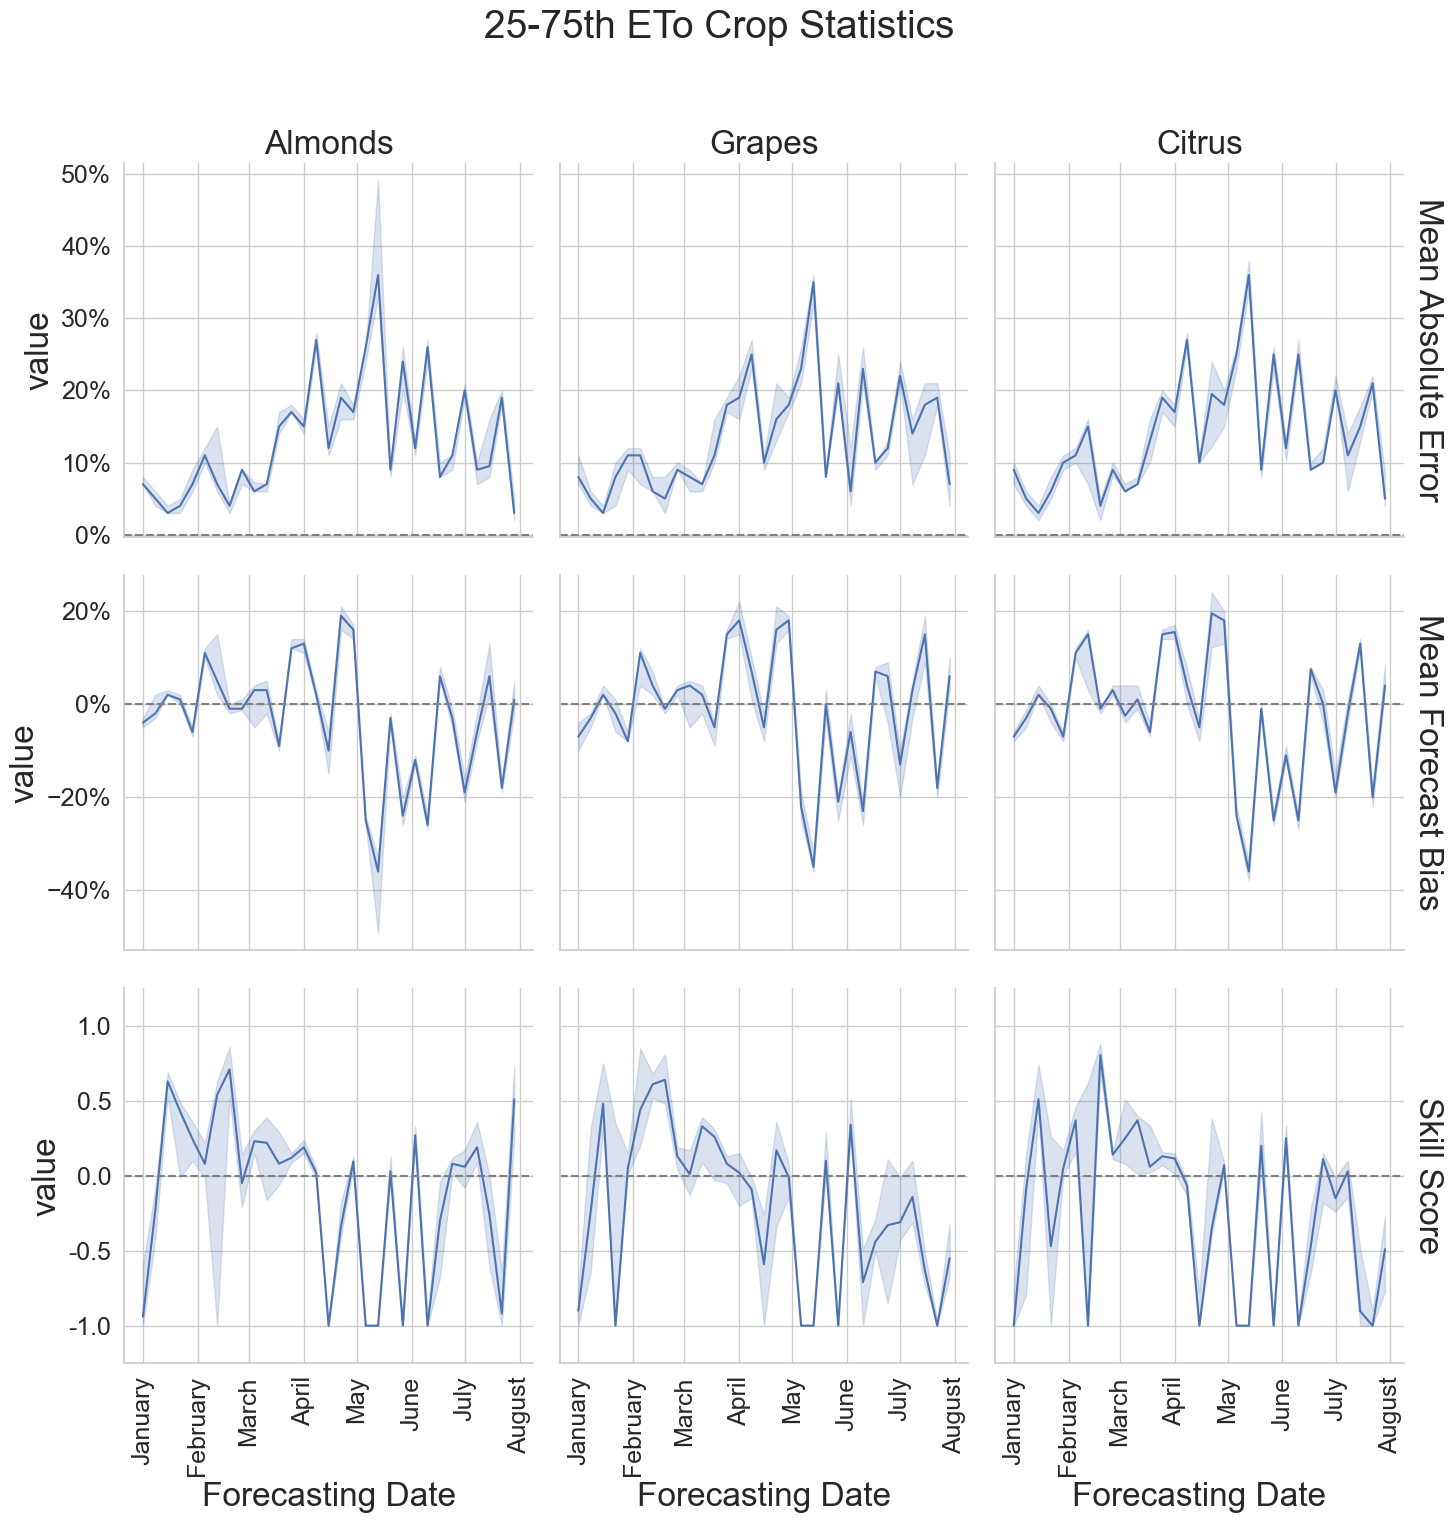 25-75th ETo Crop Statistics
Almonds
Grapes
Citrus
50%
40%
30%
20%
10%
0%
value
Mean Absolute Error
20%
0%
−20%
−40%
value
Mean Forecast Bias
1.0
0.5
0.0
-0.5
-1.0
value
Skill Score
January February March April May June July August
January February March April May June July August
January February March April May June July August
Forecasting Date
Forecasting Date
Forecasting Date